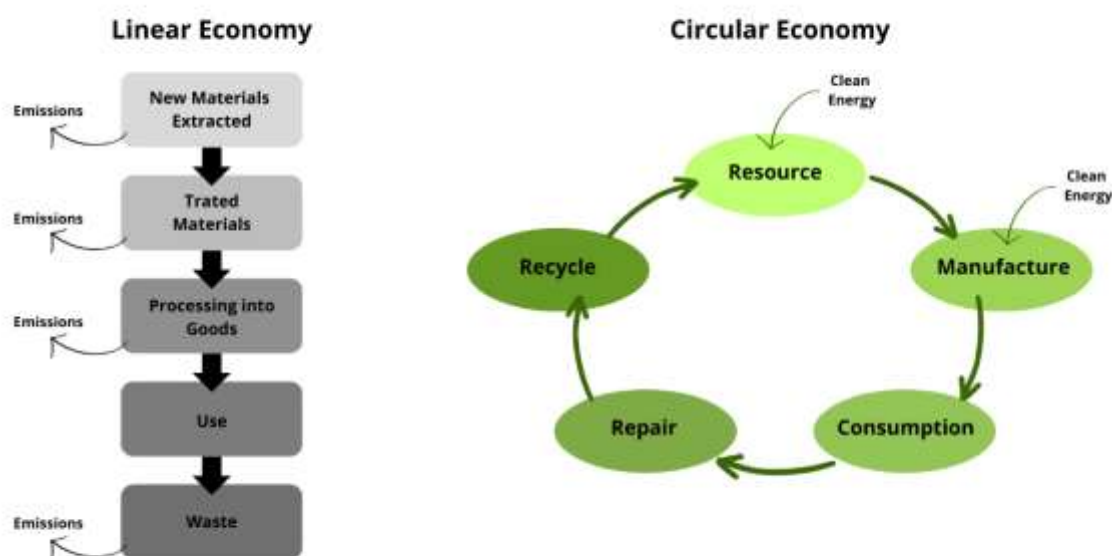 Linear Economy
Emissions
New Materials
Extracted
Emissions
Trated
Materials
Emissions
Processing into
Goods
Use
Emissions
Waste
Circular Economy
Clean
Energy
Resource
Clean
Energy
Manufacture
Consumption
Repair
Recycle